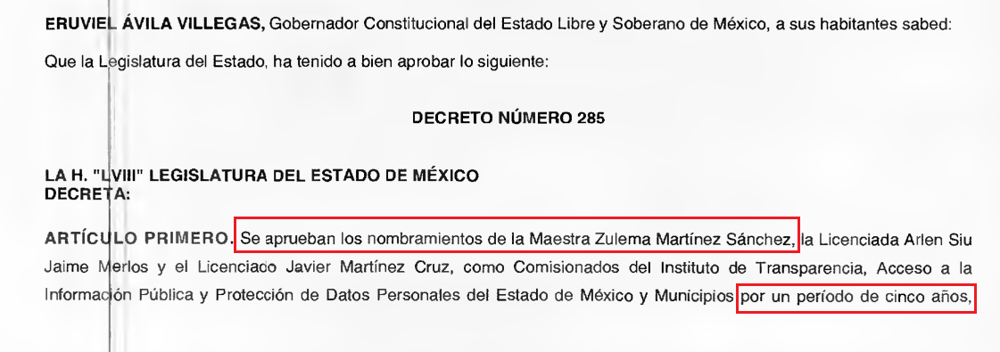 ERUVIEL ÁVILA VILLEGAS, Gobernador Constitucional del Estado Libre y Soberano de México, a sus habitantes sabed:
Que la Legislatura del Estado, ha tenido a bien aprobar lo siguiente:
DECRETO NÚMERO 285
LA H. "LVIII" LEGISLATURA DEL ESTADO DE MÉXICO
DECRETA:
ARTÍCULO PRIMERO. Se aprueban los nombramientos de la Maestra Zulema Martínez Sánchez, la Licenciada Arlen Siu
Jaime Merlos y el Licenciado Javier Martínez Cruz, como Comisionados del Instituto de Transparencia, Acceso a la
Información Pública y Protección de Datos Personales del Estado de México y Municipios por un período de cinco años,